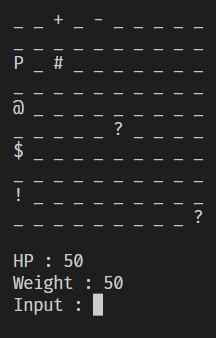 _ _ + _ - _ _ _ _ _
_ _ _ _ _ _ _ _ _ _
P _ # _ _ _ _ _ _ _
_ _ _ _ _ _ _ _ _ _
@ _ _ _ _ _ _ _ _ _
_ _ _ _ _ ? _ _ _ _
$ _ _ _ _ _ _ _ _ _
_ _ _ _ _ _ _ _ _ _
! _ _ _ _ _ _ _ _ _
_ _ _ _ _ _ _ _ _ ?
HP : 50
Weight : 50
Input :